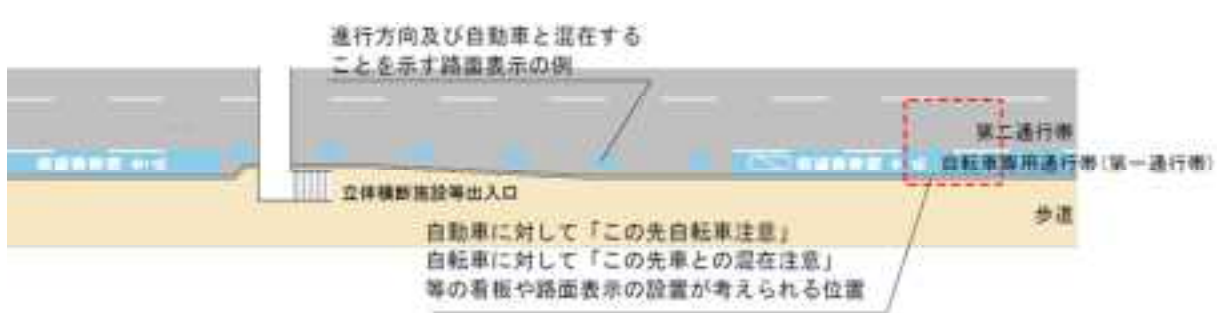 進行方向及び自動車と混在する
ことを示す路面表示の例
第二通行帯
自転車専用通行帯(第一通行帯)
立体横断施設等出入口
歩道
自動車に対して「この先自転車注意」
自転車に対して「この先車との混在注意」
等の看板や路面表示の設置が考えられる位置